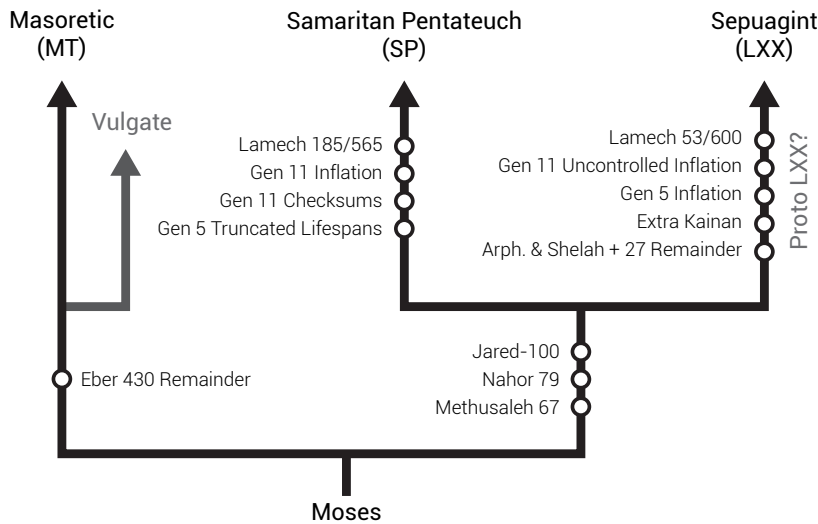 Masoretic
(MT)
Samaritan Pentateuch
(SP)
Sepuagint
(LXX)
Vulgate
Lamech 185/565
Gen 11 Inflation
Gen 11 Checksums
Gen 5 Truncated Lifespans
Lamech 53/600
Gen 11 Uncontrolled Inflation
Gen 5 Inflation
Extra Kainan
Arph. & Shelah + 27 Remainder
Proto LXX?
Eber 430 Remainder
Jared-100
Nahor 79
Methusaleh 67
Moses